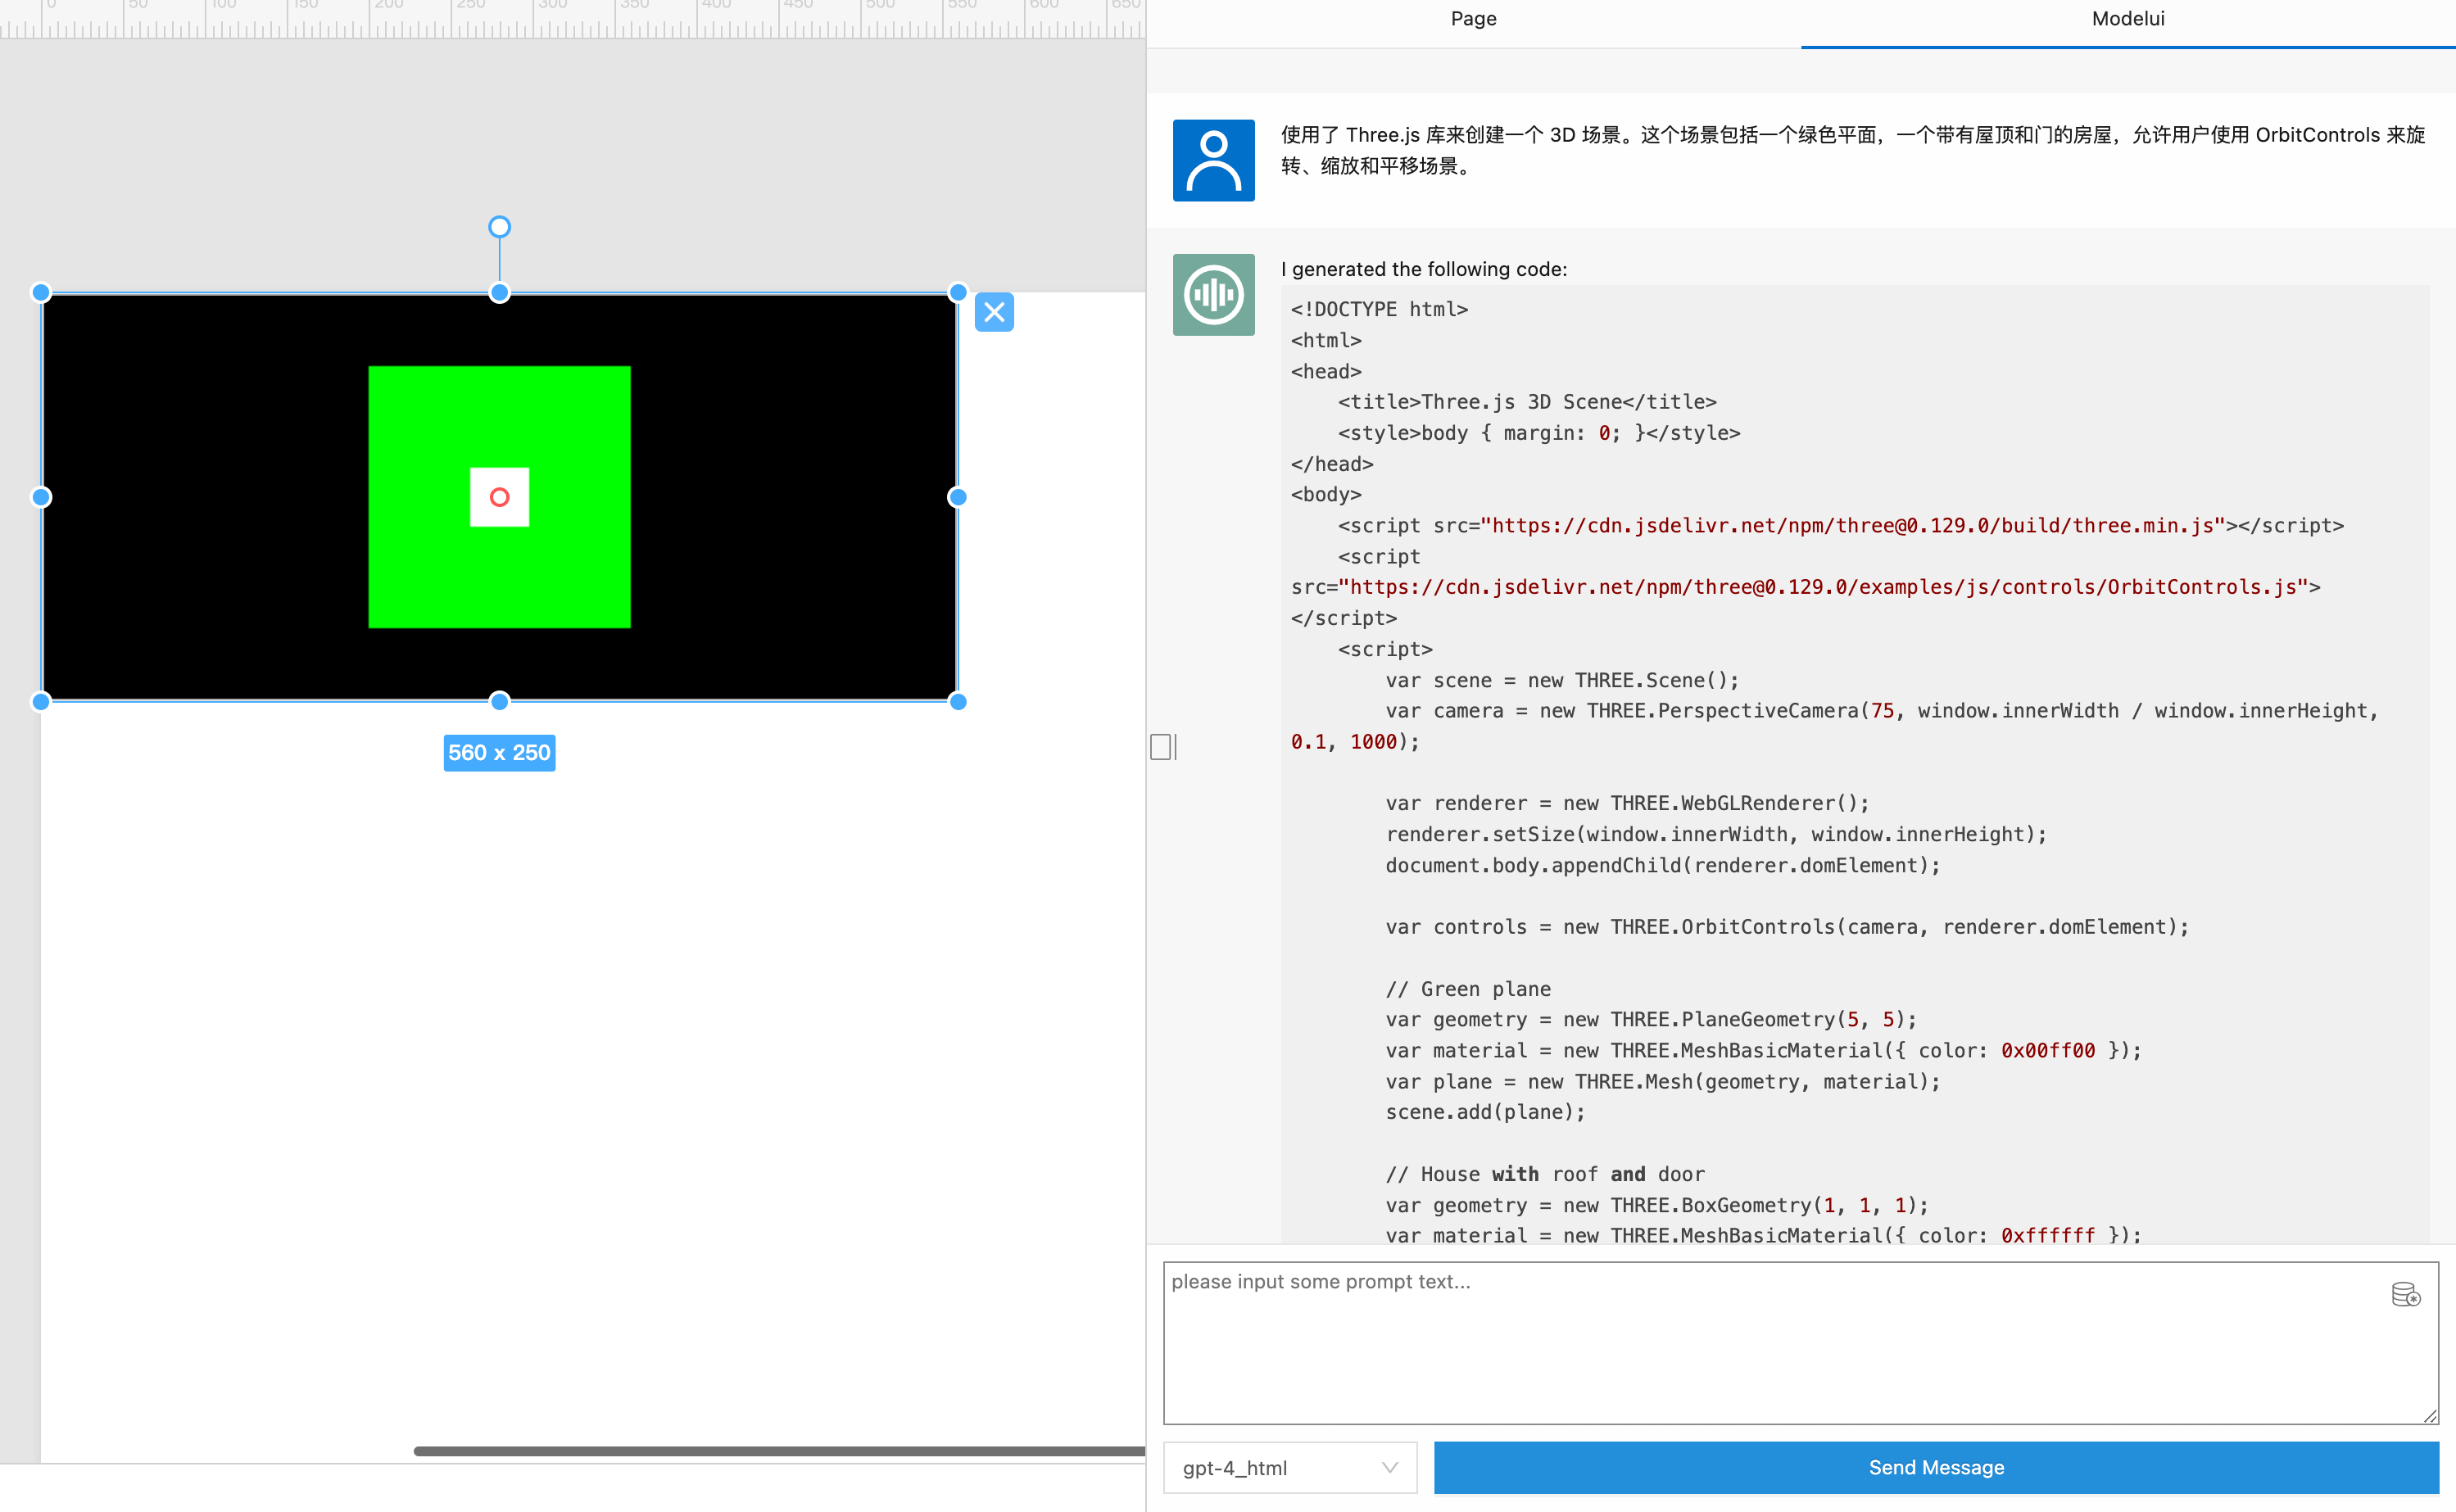 0 50 100 150 200 250 300 350 400 450 500 550 600 650
Page Modelui
使用了 Three.js 库来创建一个 3D 场景。这个场景包括一个绿色平面，一个带有屋顶和门的房屋，允许用户使用 OrbitControls 来旋
转、缩放和平移场景。
I generated the following code:
<!DOCTYPE html>
<html>
<head>
    <title>Three.js 3D Scene</title>
    <style>body { margin: 0; }</style>
</head>
<body>
    <script src="https://cdn.jsdelivr.net/npm/three@0.129.0/build/three.min.js"></script>
    <script
src="https://cdn.jsdelivr.net/npm/three@0.129.0/examples/js/controls/OrbitControls.js">
</script>
    <script>
        var scene = new THREE.Scene();
        var camera = new THREE.PerspectiveCamera(75, window.innerWidth / window.innerHeight,
0.1, 1000);
        var renderer = new THREE.WebGLRenderer();
        renderer.setSize(window.innerWidth, window.innerHeight);
        document.body.appendChild(renderer.domElement);
        var controls = new THREE.OrbitControls(camera, renderer.domElement);
        // Green plane
        var geometry = new THREE.PlaneGeometry(5, 5);
        var material = new THREE.MeshBasicMaterial({ color: 0x00ff00 });
        var plane = new THREE.Mesh(geometry, material);
        scene.add(plane);
        // House with roof and door
        var geometry = new THREE.BoxGeometry(1, 1, 1);
        var material = new THREE.MeshBasicMaterial({ color: 0xffffff });
560 x 250
please input some prompt text...
gpt-4_html
Send Message